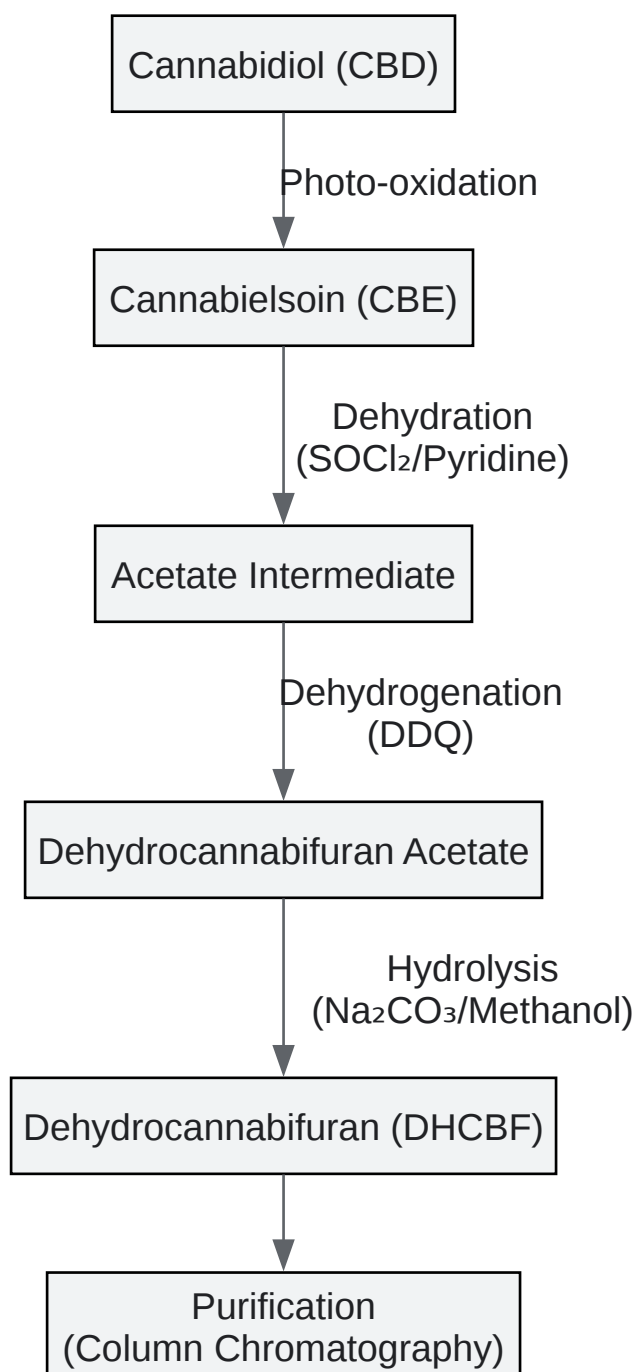 Cannabidiol (CBD)
Photo-oxidation
Cannabielsoin (CBE)
Dehydration
(SOCl₂/Pyridine)
Acetate Intermediate
Dehydrogenation
(DDQ)
Dehydrocannabifuran Acetate
Hydrolysis
(Na₂CO₃/Methanol)
Dehydrocannabifuran (DHCBF)
Purification
(Column Chromatography)